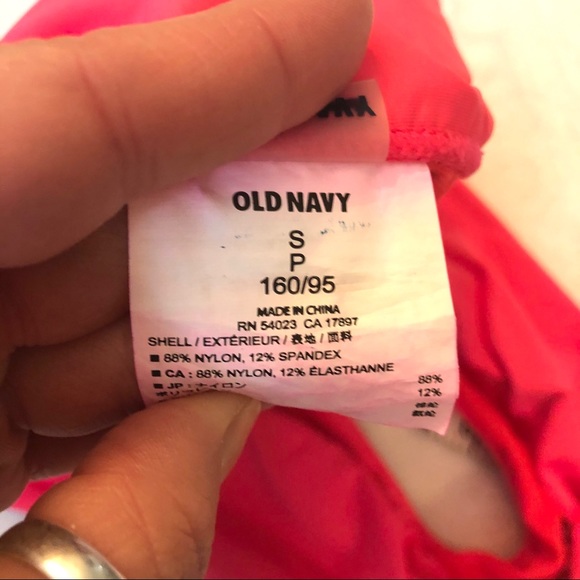 OLD NAVY
S
P
160/95
MADE IN CHINA
RN 54023 CA 17897
SHELL / EXTÉRIEUR / 表地 / 面料
■ 88% NYLON, 12% SPANDEX
■ CA : 88% NYLON, 12% ÉLASTHANNE
■ JP : ナイロン 88%
12%